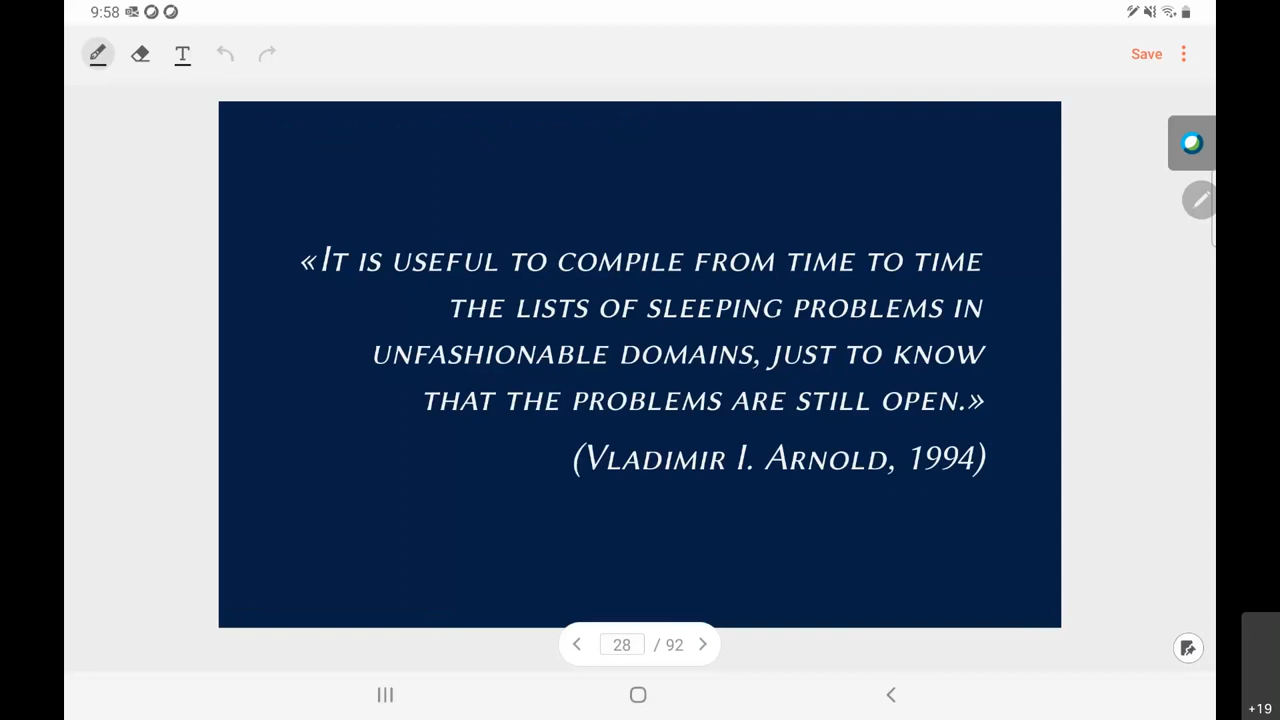 9:58
T
Save
«It is useful to compile from time to time
the lists of sleeping problems in
unfashionable domains, just to know
that the problems are still open.»
(Vladimir I. Arnold, 1994)
28 / 92
+19